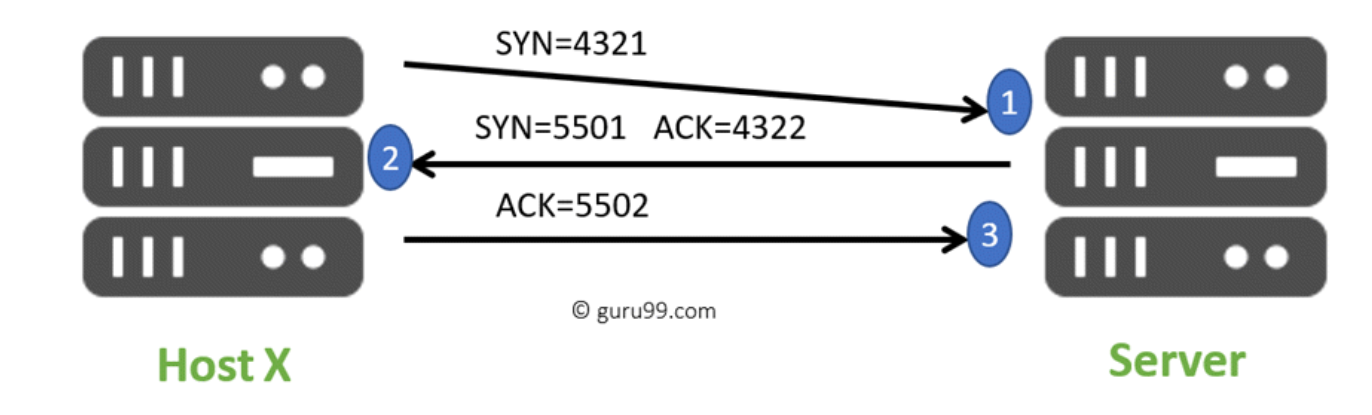 SYN=4321
1
SYN=5501 ACK=4322
2
ACK=5502
3
© guru99.com
Host X
Server